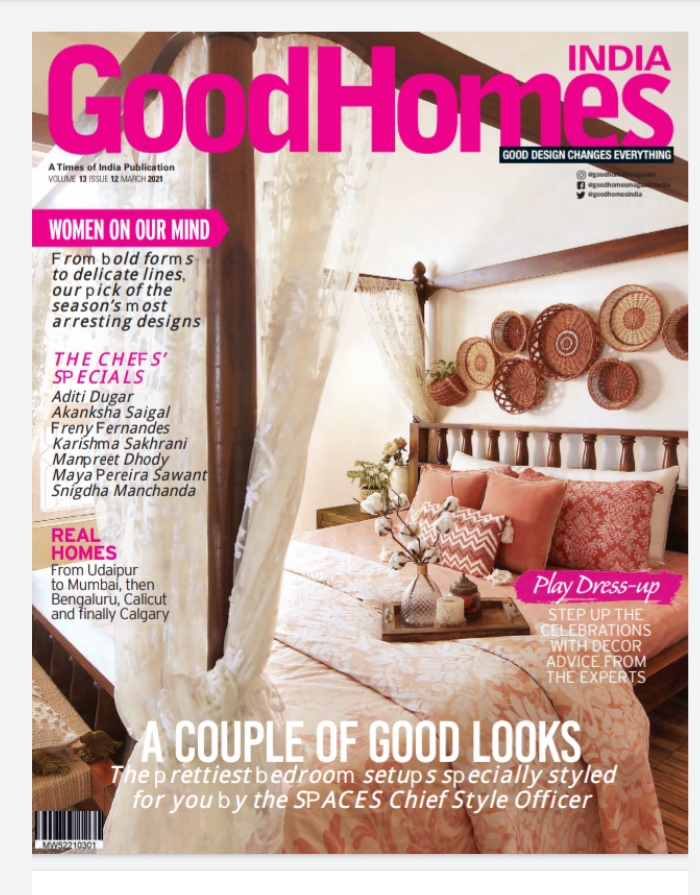 INDIA
GoodHomes
GOOD DESIGN CHANGES EVERYTHING
A Times of India Publication
VOLUME 13 ISSUE 12 MARCH 2021
@goodhomesmagazine
@goodhomesmagazineindia
@goodhomesindia
WOMEN ON OUR MIND
From bold forms
to delicate lines,
our pick of the
season's most
arresting designs
THE CHEFS'
SPECIALS
Aditi Dugar
Akanksha Saigal
Freny Fernandes
Karishma Sakhrani
Manpreet Dhody
Maya Pereira Sawant
Snigdha Manchanda
REAL
HOMES
From Udaipur
to Mumbai, then
Bengaluru, Calicut
and finally Calgary
Play Dress-up
STEP UP THE
CELEBRATIONS
WITH DECOR
ADVICE FROM
THE EXPERTS
A COUPLE OF GOOD LOOKS
The prettiest bedroom setups specially styled
for you by the SPACES Chief Style Officer
MW52210301